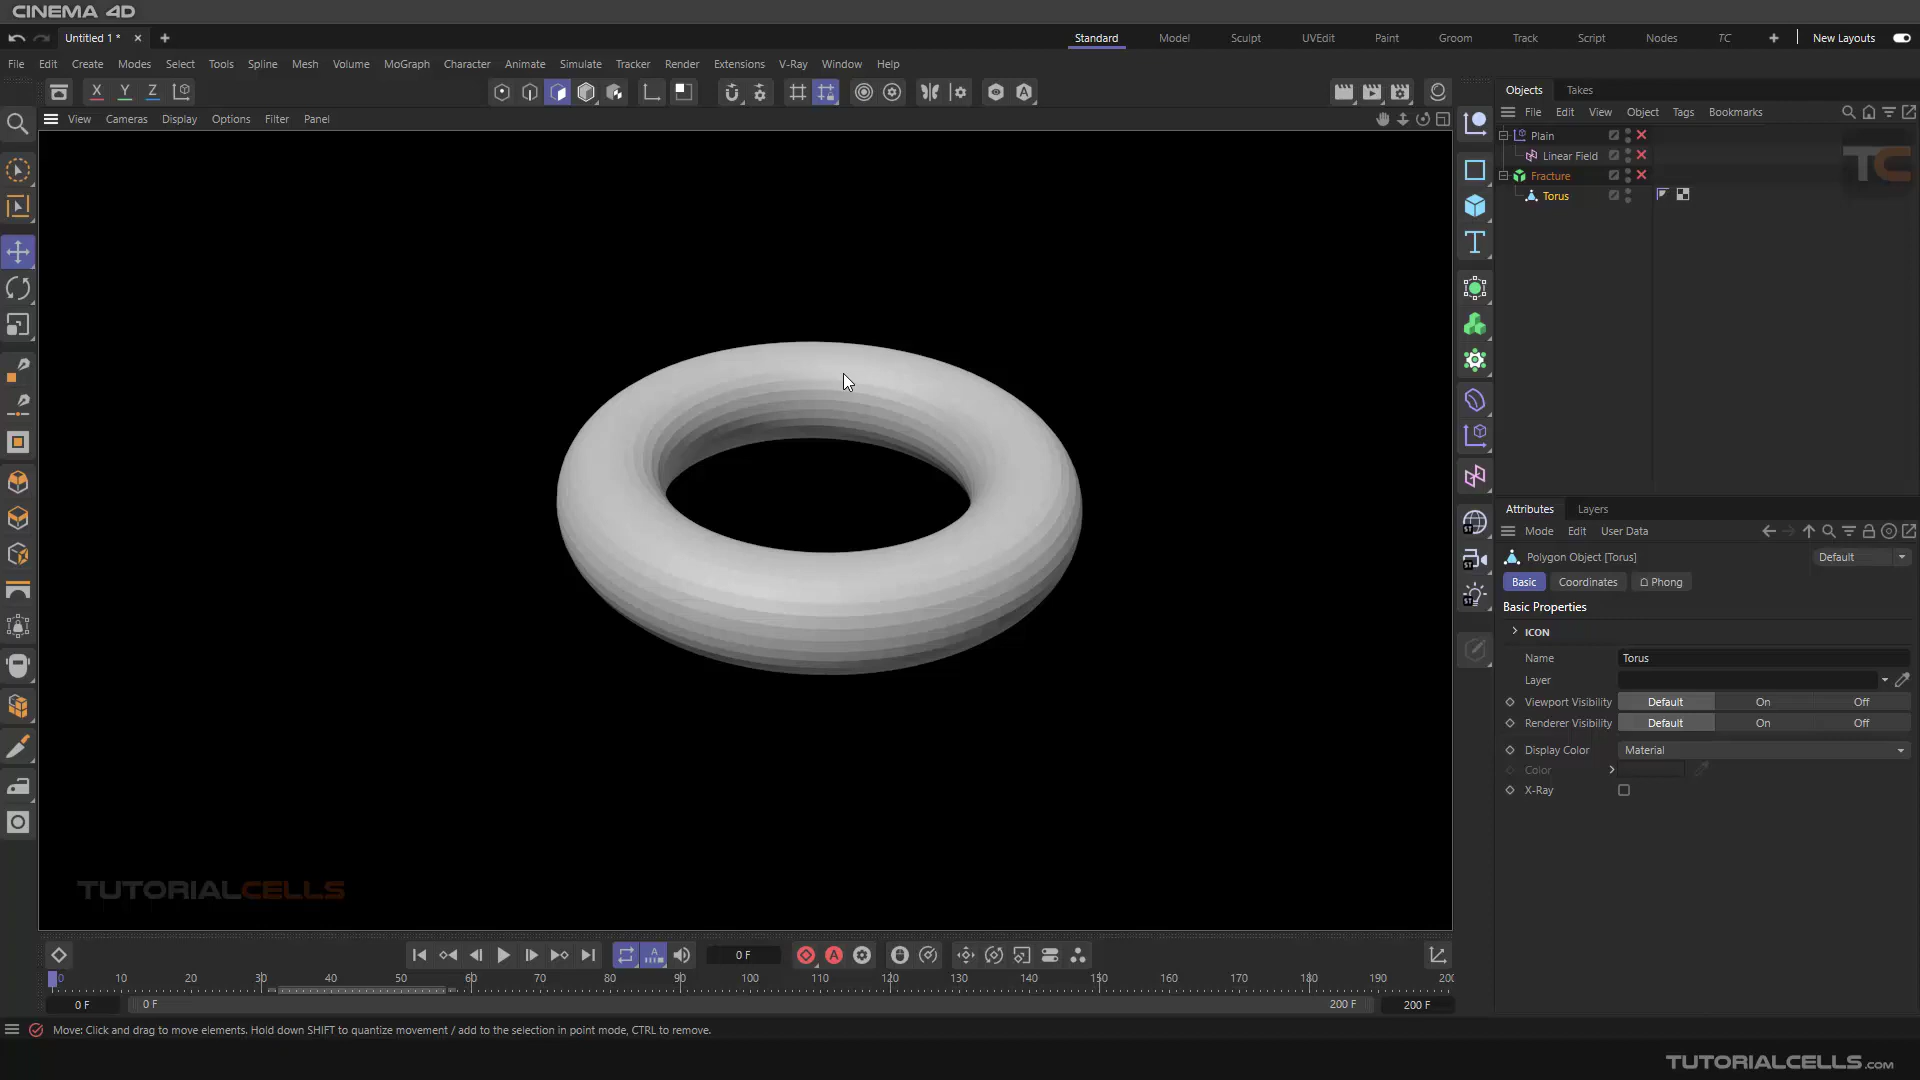 CINEMA 4D
Untitled 1 *
Standard
Model
Sculpt
UVEdit
Paint
Groom
Track
Script
Nodes
TC
New Layouts
File Edit Create Modes Select Tools Spline Mesh Volume MoGraph Character Animate Simulate Tracker Render Extensions V-Ray Window Help
X Y Z
View Cameras Display Options Filter Panel
Objects Takes
File Edit View Object Tags Bookmarks
Plain
Linear Field
Fracture
Torus
TC
Attributes Layers
Mode Edit User Data
Polygon Object [Torus]
Default
Basic Coordinates Phong
Basic Properties
ICON
Name Torus
Layer
Viewport Visibility Default On Off
Renderer Visibility Default On Off
Display Color Material
Color
X-Ray
TUTORIALCELLS
0 F
0 10 20 30 40 50 60 70 80 90 100 110 120 130 140 150 160 170 180 190 200
0 F 0 F 200 F 200 F
Move: Click and drag to move elements. Hold down SHIFT to quantize movement / add to the selection in point mode, CTRL to remove.
TUTORIALCELLS.com